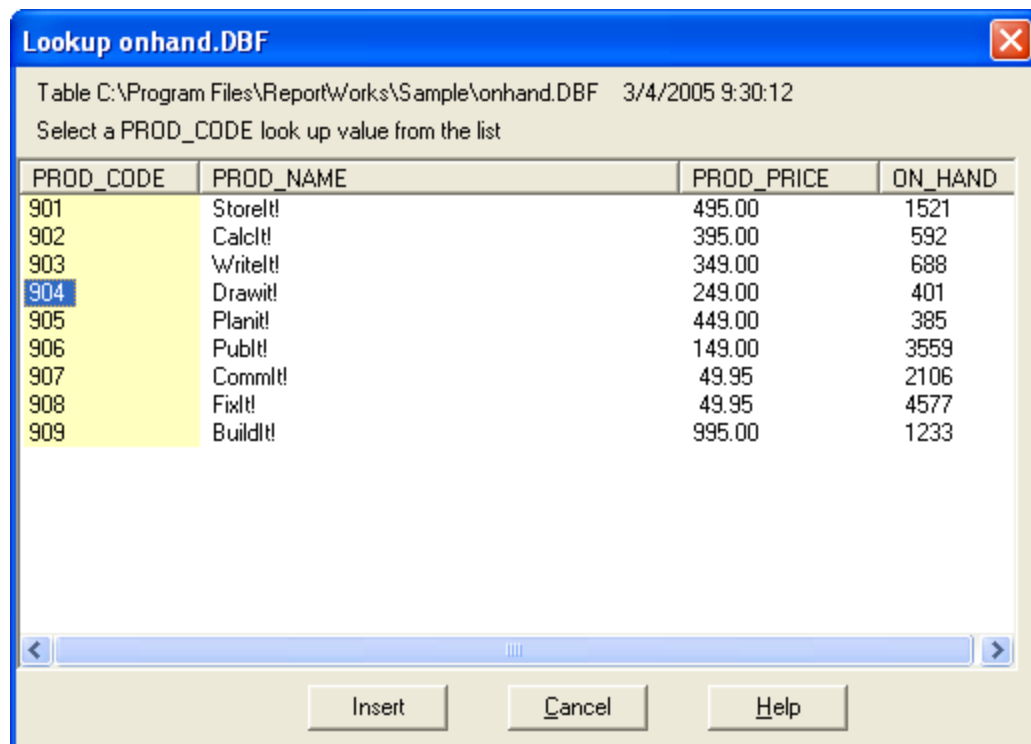 Lookup onhand.DBF
Table C:\Program Files\ReportWorks\Sample\onhand.DBF 3/4/2005 9:30:12
Select a PROD_CODE look up value from the list
PROD_CODE PROD_NAME PROD_PRICE ON_HAND
901 StoreIt! 495.00 1521
902 CalcIt! 395.00 592
903 WriteIt! 349.00 688
904 Drawit! 249.00 401
905 Planit! 449.00 385
906 PubIt! 149.00 3559
907 CommIt! 49.95 2106
908 FixIt! 49.95 4577
909 BuildIt! 995.00 1233
Insert Cancel Help